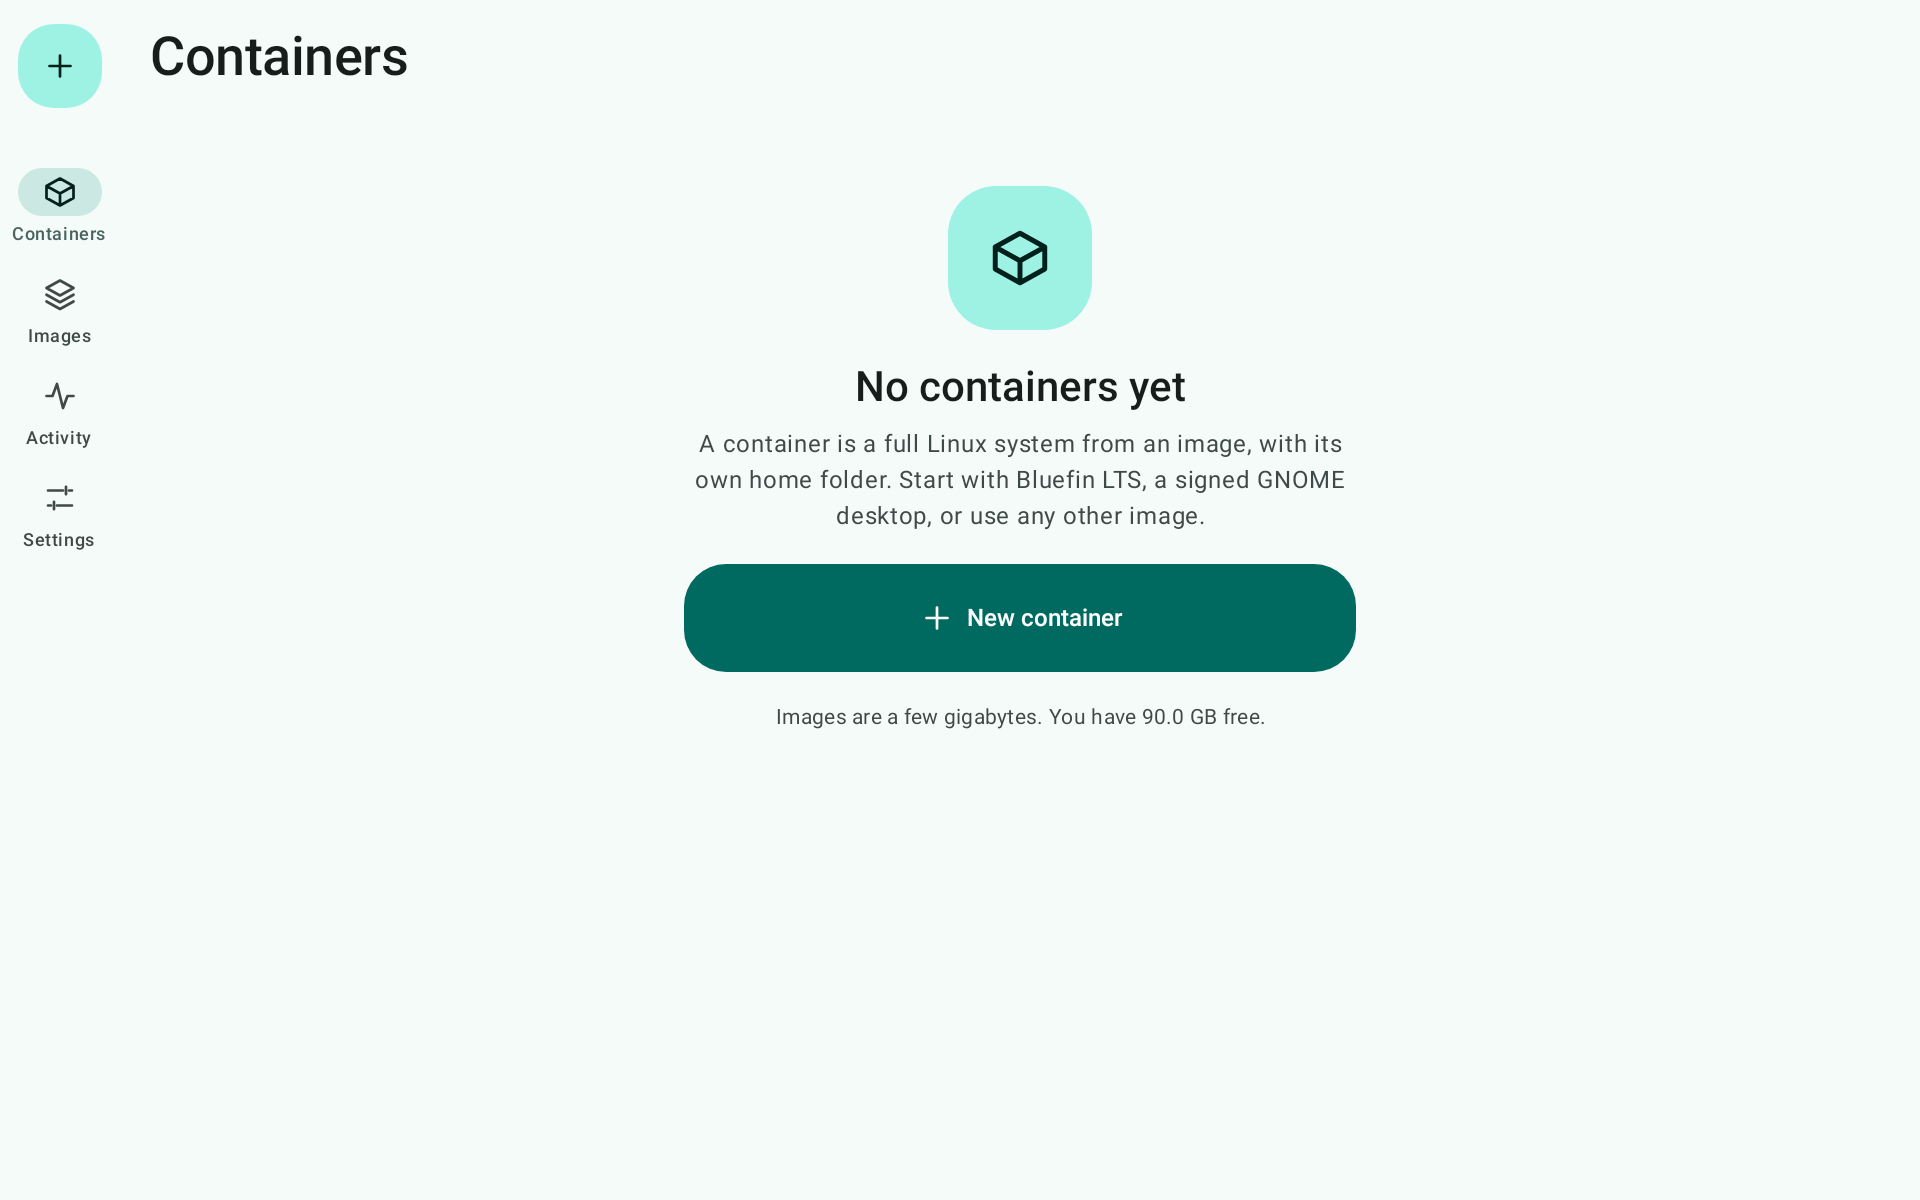 Containers
Containers
Images
Activity
Settings
No containers yet
A container is a full Linux system from an image, with its
own home folder. Start with Bluefin LTS, a signed GNOME
desktop, or use any other image.
New container
Images are a few gigabytes. You have 90.0 GB free.